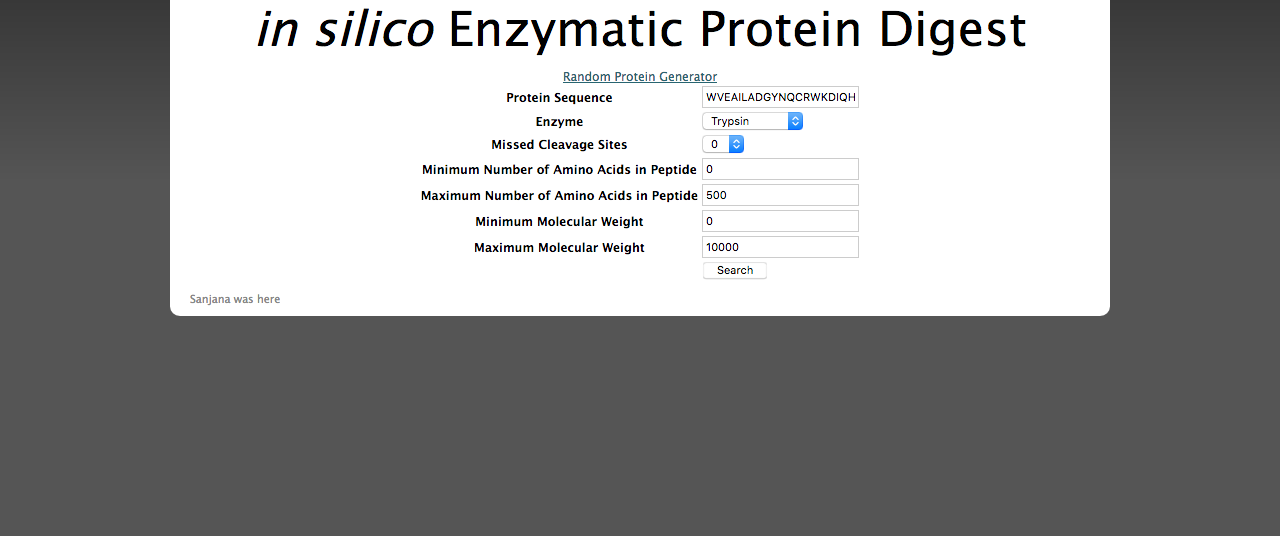 in silico Enzymatic Protein Digest
Random Protein Generator
Protein Sequence WVEAILADGYNQCRWKDIQH
Enzyme Trypsin
Missed Cleavage Sites 0
Minimum Number of Amino Acids in Peptide 0
Maximum Number of Amino Acids in Peptide 500
Minimum Molecular Weight 0
Maximum Molecular Weight 10000
Search
Sanjana was here